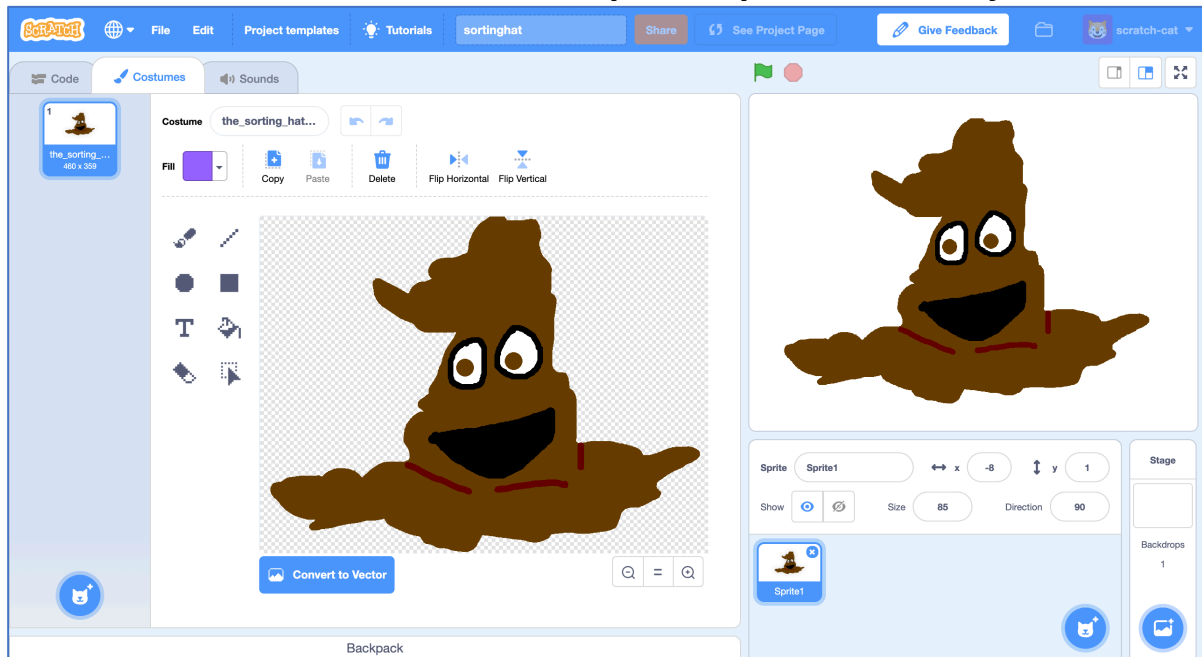 SCRATCH File Edit Project templates Tutorials sortinghat Share See Project Page Give Feedback scratch-cat
Code Costumes Sounds
1
the_sorting_...
460 x 359
Costume the_sorting_hat...
Fill Copy Paste Delete Flip Horizontal Flip Vertical
T
Convert to Vector =
Backpack
Sprite Sprite1 x -8 y 1
Show Size 85 Direction 90
Sprite1
Stage
Backdrops
1